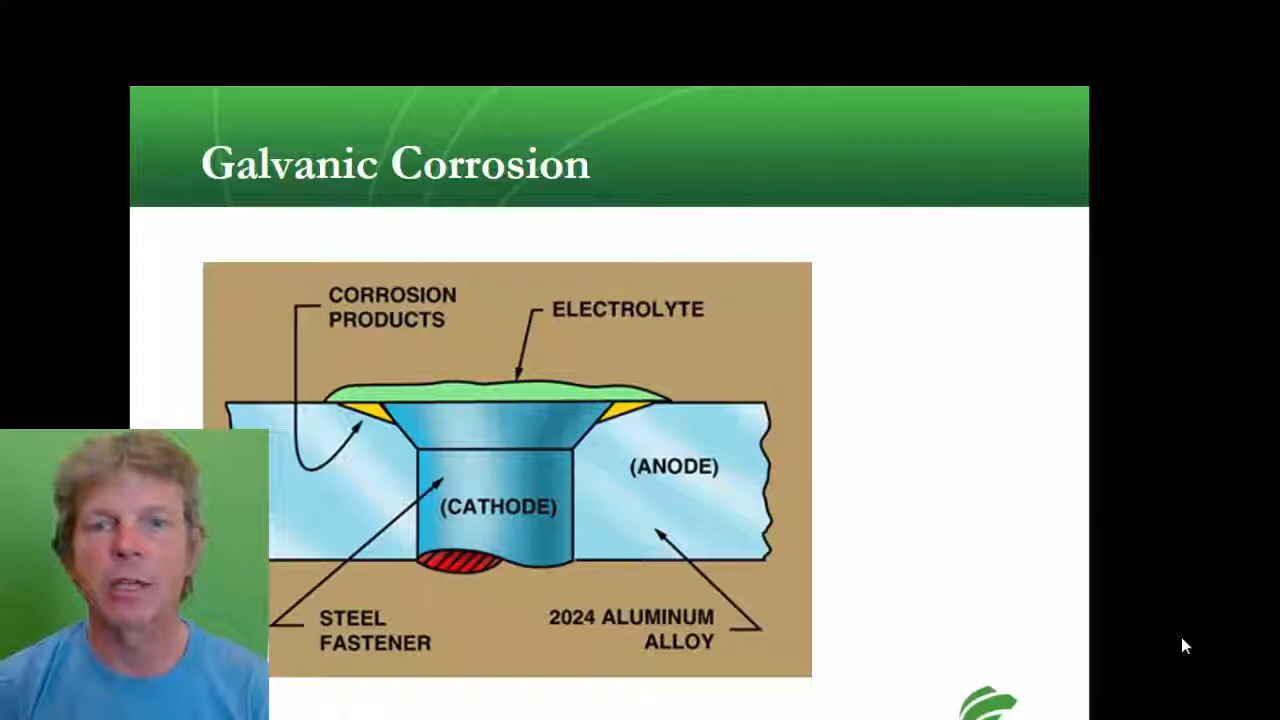 Galvanic Corrosion
CORROSION
PRODUCTS
ELECTROLYTE
(ANODE)
(CATHODE)
STEEL
FASTENER
2024 ALUMINUM
ALLOY